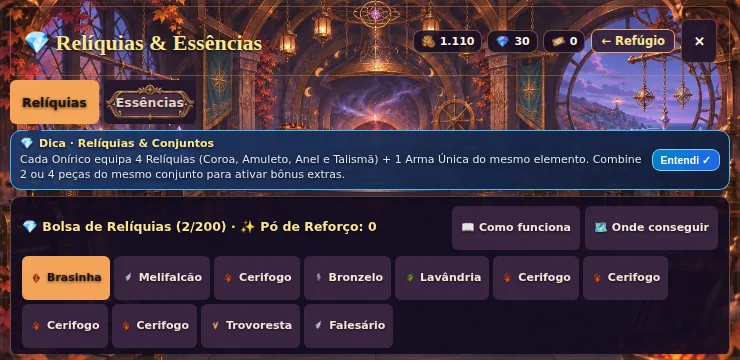 💎 Relíquias & Essências
1.110
30
0
← Refúgio
✕
Relíquias
Essências
💎 Dica · Relíquias & Conjuntos
Cada Onírico equipa 4 Relíquias (Coroa, Amuleto, Anel e Talismã) + 1 Arma Única do mesmo elemento. Combine
2 ou 4 peças do mesmo conjunto para ativar bônus extras.
Entendi ✓
💎 Bolsa de Relíquias (2/200) · ✨ Pó de Reforço: 0
📖 Como funciona
🗺️ Onde conseguir
Brasinha
Melifalcão
Cerifogo
Bronzelo
Lavândria
Cerifogo
Cerifogo
Cerifogo
Cerifogo
Trovoresta
Falesário